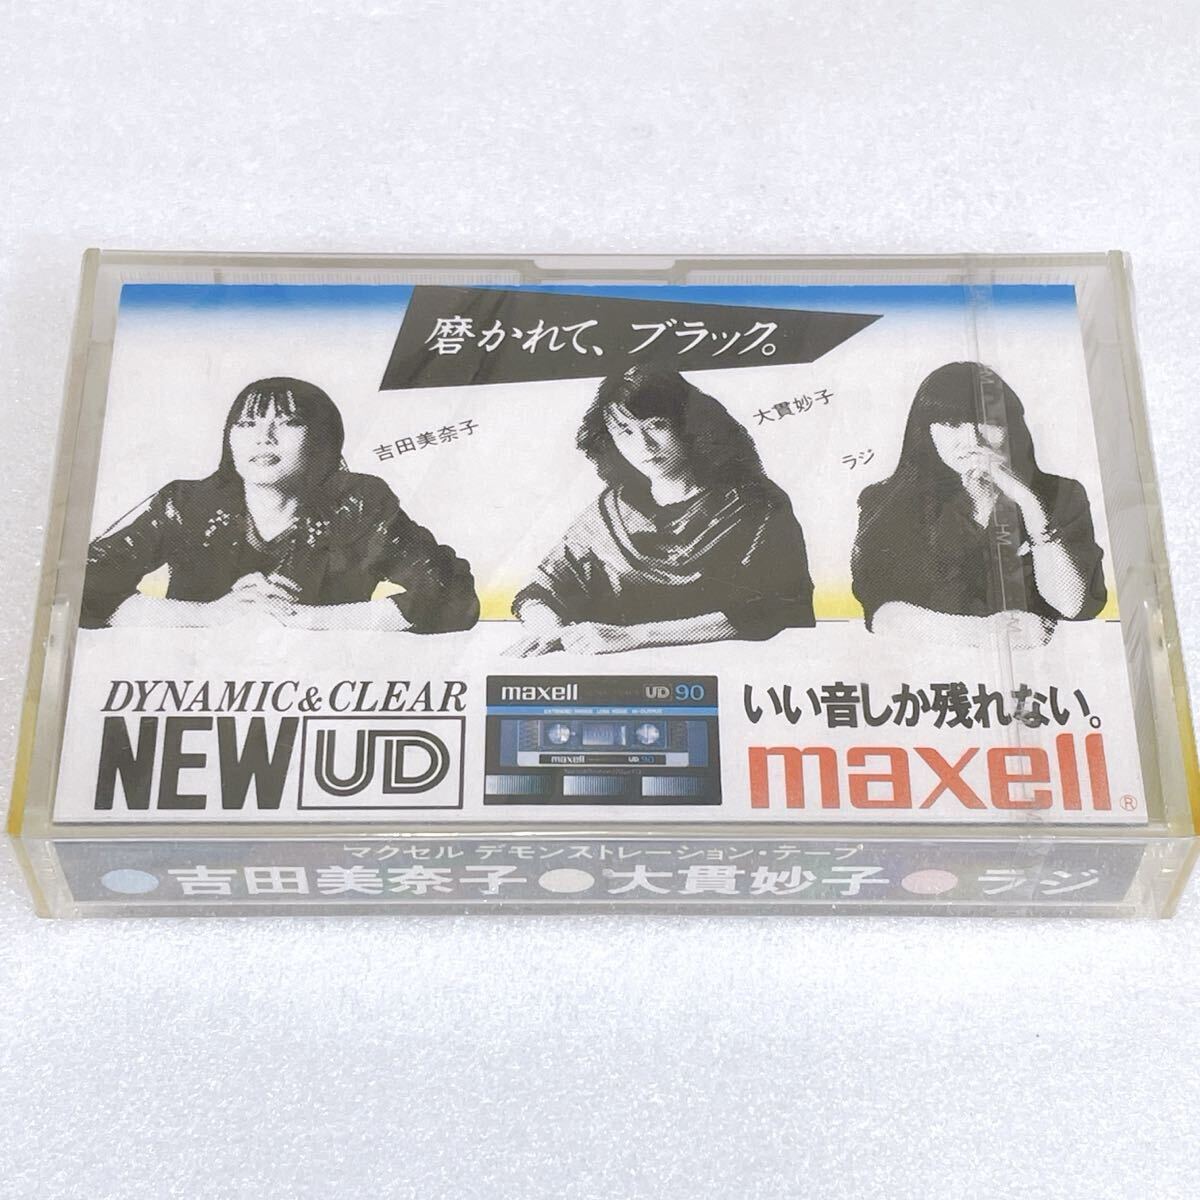 磨かれて、ブラック。
吉田美奈子
大貫妙子
ラジ
DYNAMIC&CLEAR
NEW UD
maxell UD 90
maxell UD 90
いい音しか残れない。
maxell®
マクセル デモンストレーション・テープ
●吉田美奈子●大貫妙子●ラジ